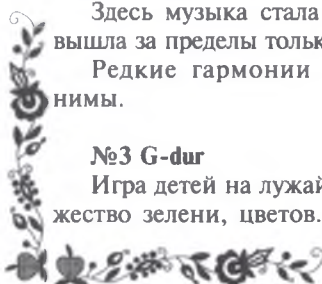 Здесь музыка стала
вышла за пределы тольк
Редкие гармонии
нимы.
№3 G-dur
Игра детей на лужай
жество зелени, цветов.